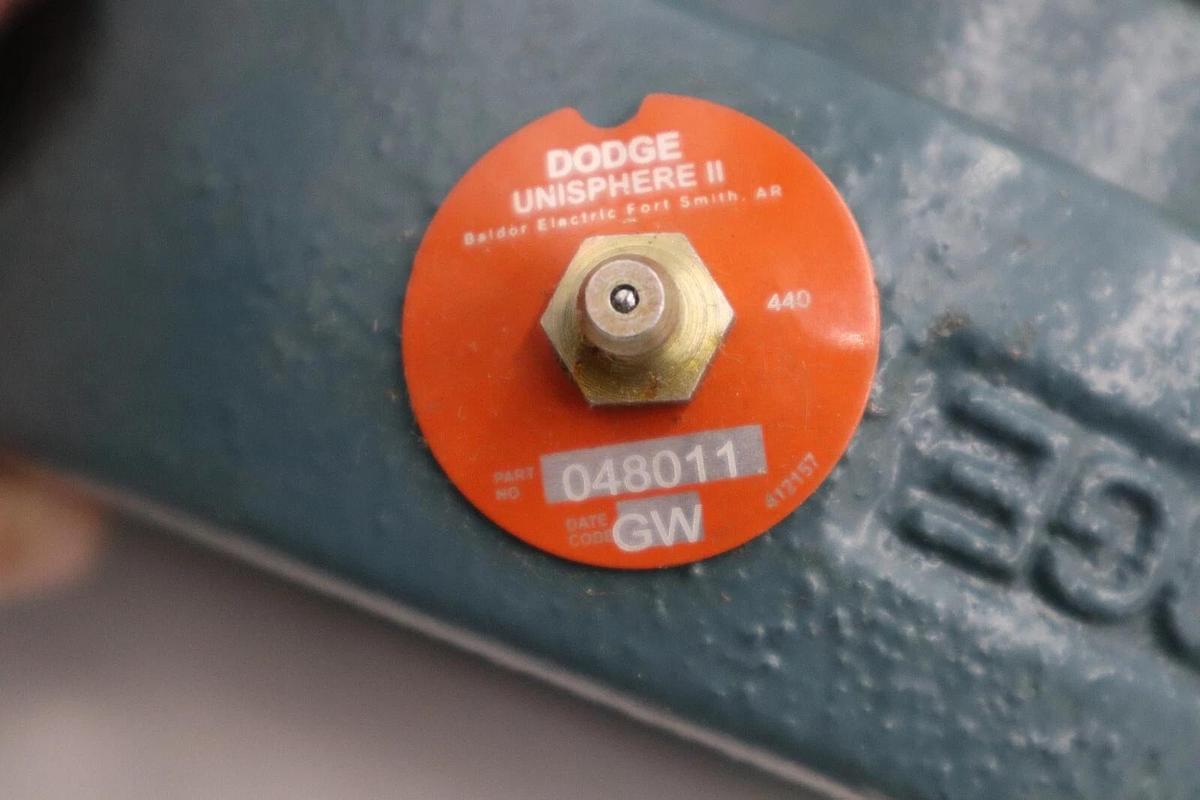 DODGE
UNISPHERE II
Baldor Electric Fort Smith, AR
440
PART
NO
048011
412157
DATE
CODE
GW